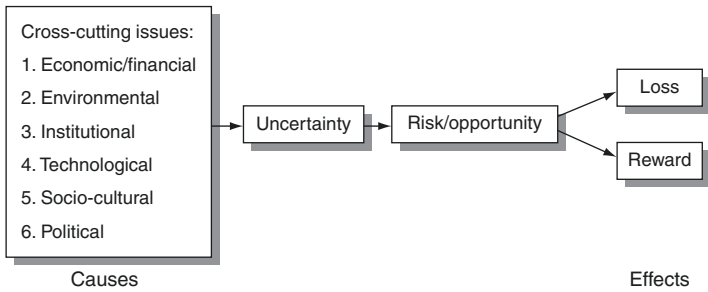 Cross-cutting issues:
1. Economic/financial
2. Environmental
3. Institutional
4. Technological
5. Socio-cultural
6. Political
Uncertainty
Risk/opportunity
Loss
Reward
Causes
Effects